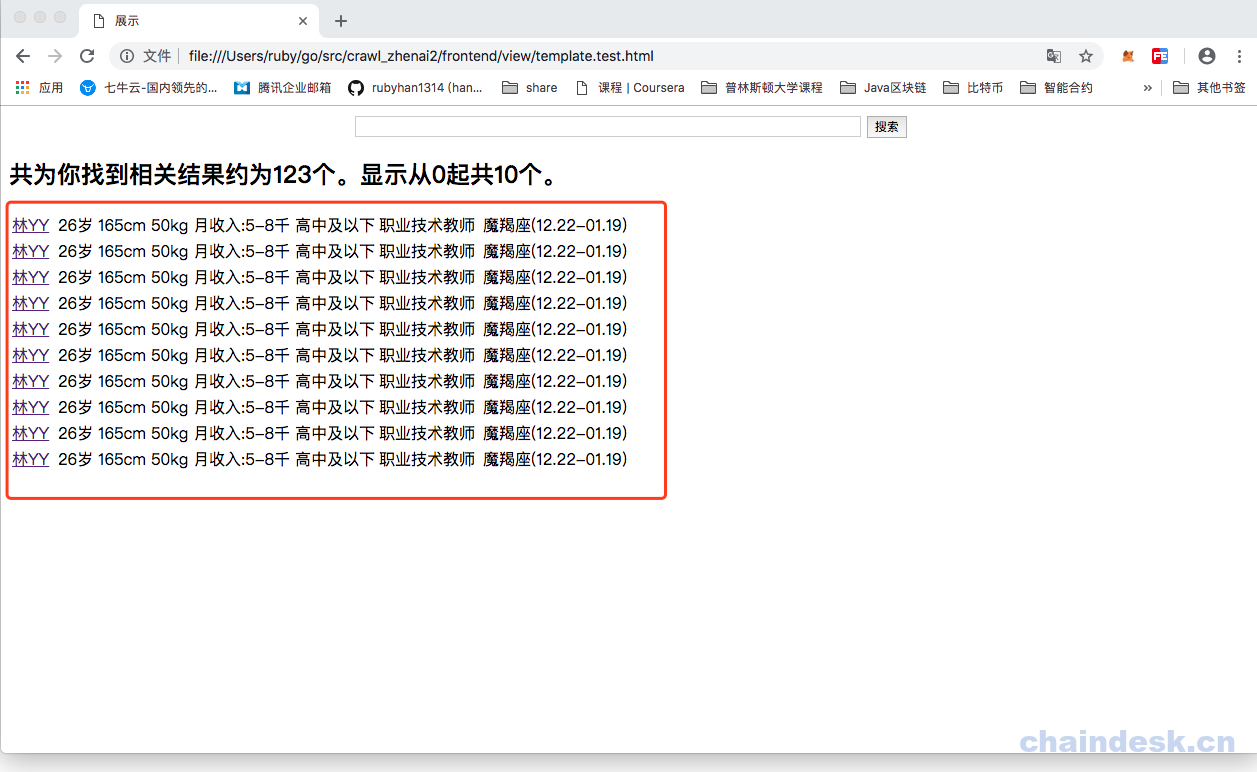 展示
文件 file:///Users/ruby/go/src/crawl_zhenai2/frontend/view/template.test.html
应用 七牛云-国内领先的... 腾讯企业邮箱 rubyhan1314 (han... share 课程 | Coursera 普林斯顿大学课程 Java区块链 比特币 智能合约 » 其他书签
搜索
共为你找到相关结果约为123个。显示从0起共10个。
林YY 26岁 165cm 50kg 月收入:5-8千 高中及以下 职业技术教师 魔羯座(12.22-01.19)
林YY 26岁 165cm 50kg 月收入:5-8千 高中及以下 职业技术教师 魔羯座(12.22-01.19)
林YY 26岁 165cm 50kg 月收入:5-8千 高中及以下 职业技术教师 魔羯座(12.22-01.19)
林YY 26岁 165cm 50kg 月收入:5-8千 高中及以下 职业技术教师 魔羯座(12.22-01.19)
林YY 26岁 165cm 50kg 月收入:5-8千 高中及以下 职业技术教师 魔羯座(12.22-01.19)
林YY 26岁 165cm 50kg 月收入:5-8千 高中及以下 职业技术教师 魔羯座(12.22-01.19)
林YY 26岁 165cm 50kg 月收入:5-8千 高中及以下 职业技术教师 魔羯座(12.22-01.19)
林YY 26岁 165cm 50kg 月收入:5-8千 高中及以下 职业技术教师 魔羯座(12.22-01.19)
林YY 26岁 165cm 50kg 月收入:5-8千 高中及以下 职业技术教师 魔羯座(12.22-01.19)
林YY 26岁 165cm 50kg 月收入:5-8千 高中及以下 职业技术教师 魔羯座(12.22-01.19)
chaindesk.cn